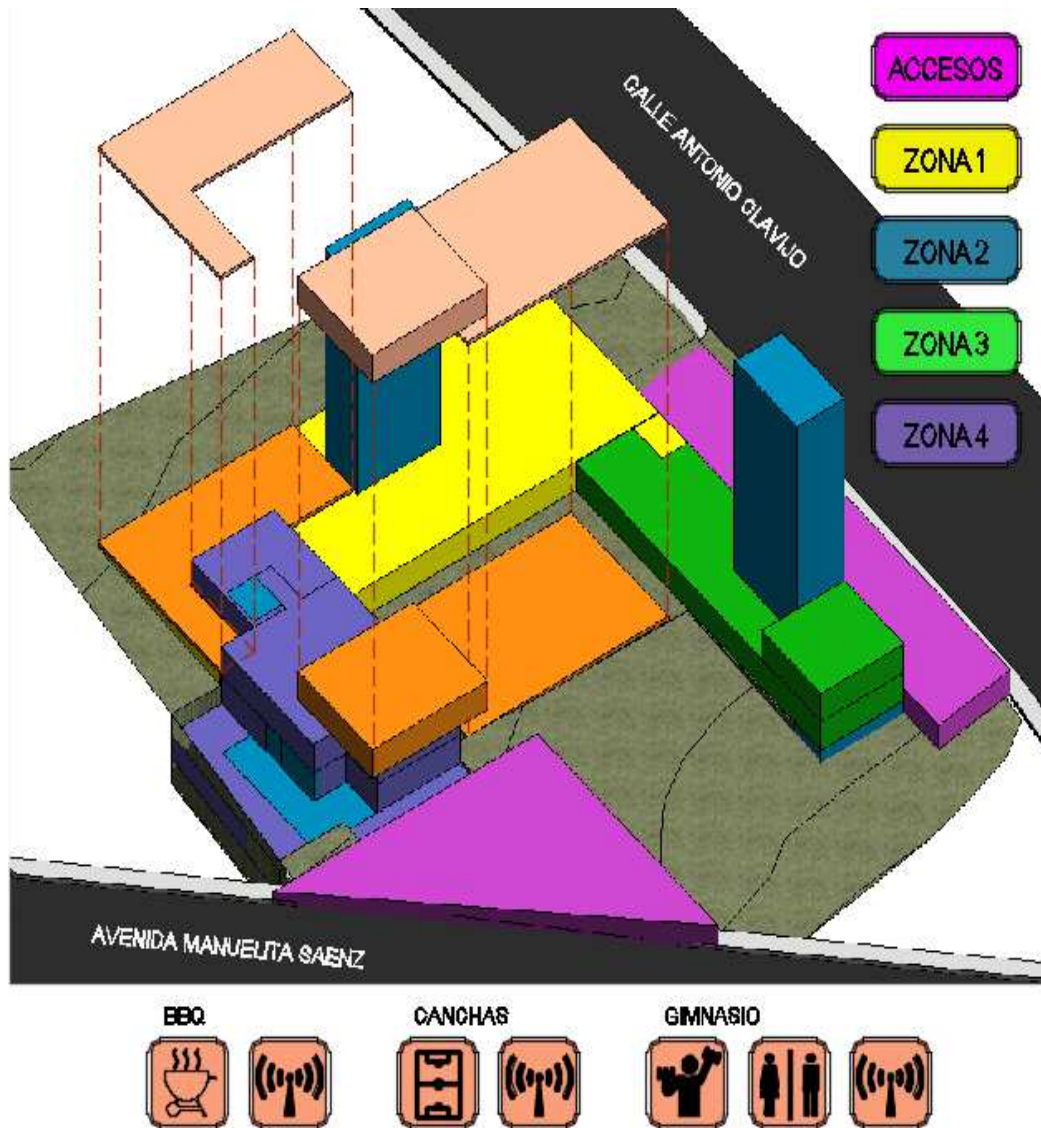 CALLE ANTONIO CLAVIJO
ACCESOS
ZONA 1
ZONA 2
ZONA 3
ZONA 4
AVENIDA MANUELITA SAENZ
BBQ
CANCHAS
GIMNASIO